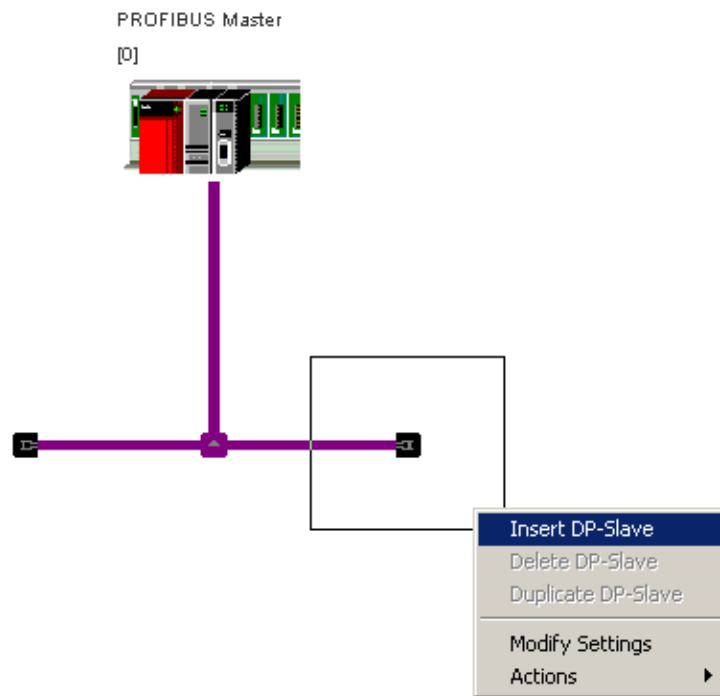 PROFIBUS Master
[0]
Insert DP-Slave
Delete DP-Slave
Duplicate DP-Slave
Modify Settings
Actions